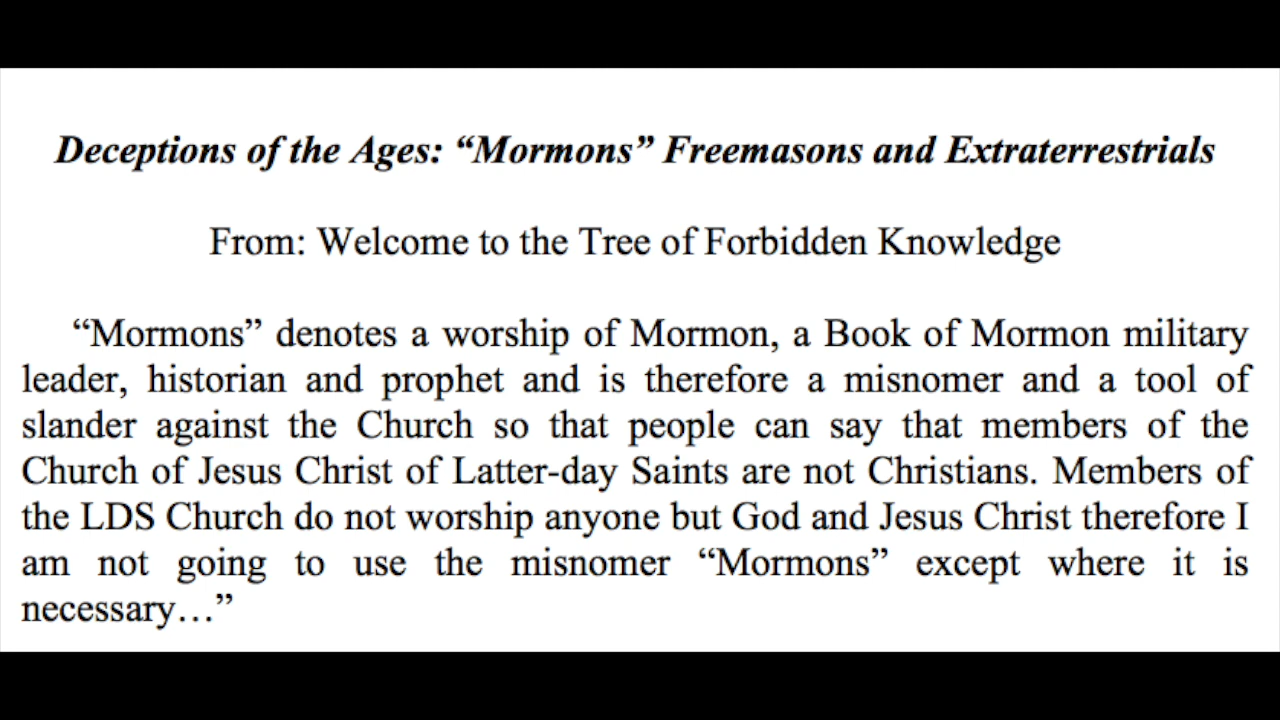 Deceptions of the Ages: “Mormons” Freemasons and Extraterrestrials
From: Welcome to the Tree of Forbidden Knowledge
“Mormons” denotes a worship of Mormon, a Book of Mormon military
leader, historian and prophet and is therefore a misnomer and a tool of
slander against the Church so that people can say that members of the
Church of Jesus Christ of Latter-day Saints are not Christians. Members of
the LDS Church do not worship anyone but God and Jesus Christ therefore I
am not going to use the misnomer “Mormons” except where it is
necessary…”